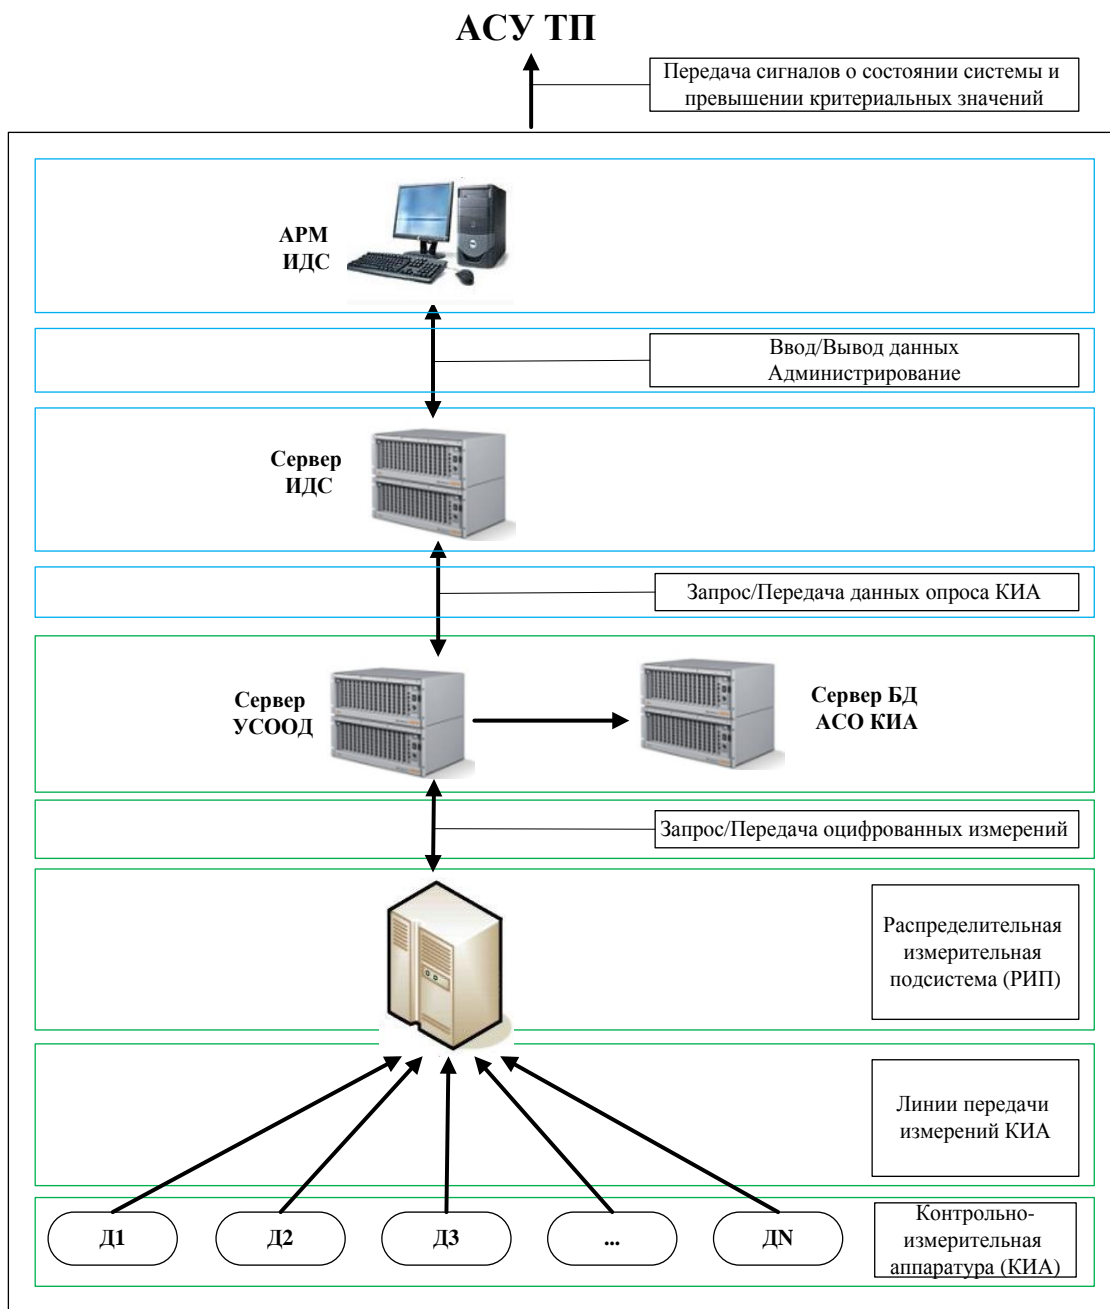 АСУ ТП
Передача сигналов о состоянии системы и
превышении критериальных значений
АРМ
ИДС
Ввод/Вывод данных
Администрирование
Сервер
ИДС
Запрос/Передача данных опроса КИА
Сервер
УСООД
Сервер БД
АСО КИА
Запрос/Передача оцифрованных измерений
Распределительная
измерительная
подсистема (РИП)
Линии передачи
измерений КИА
Д1
Д2
Д3
...
ДN
Контрольно-
измерительная
аппаратура (КИА)